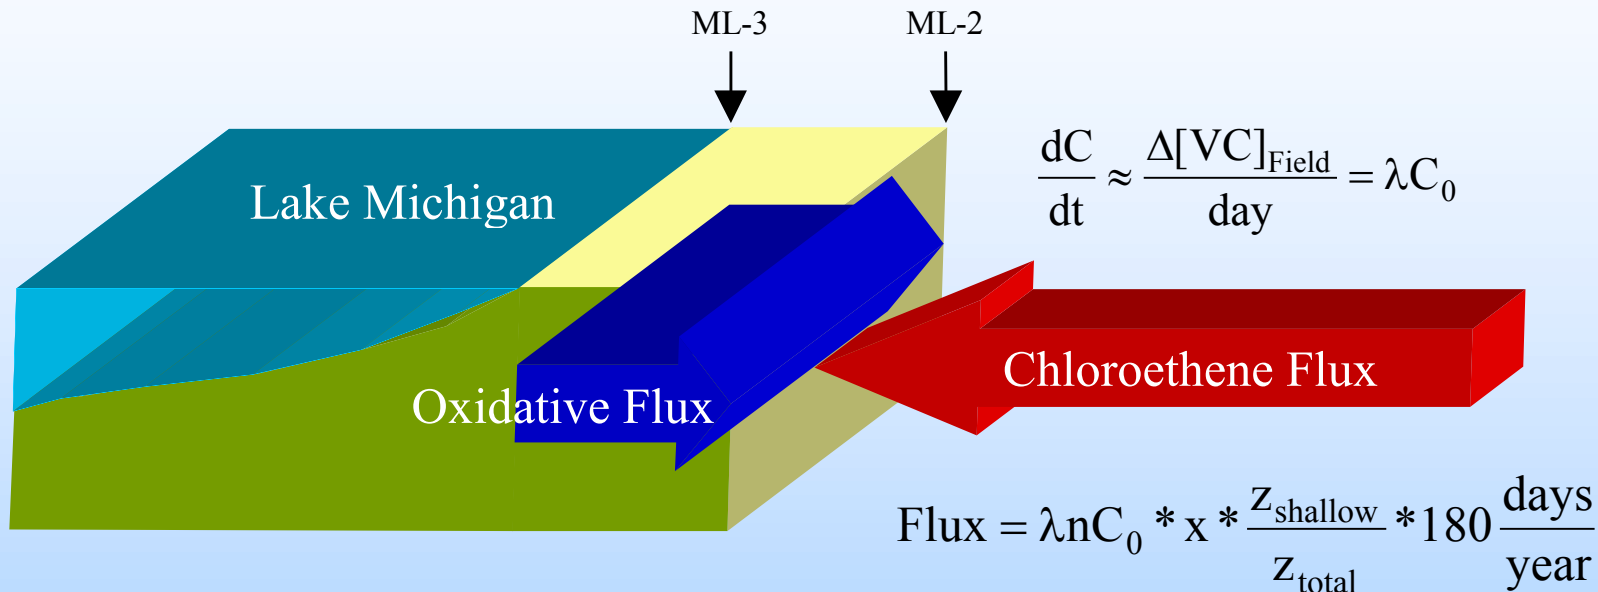 ML-3 ML-2
dC/dt ≈ Δ[VC]Field/day = λC₀
Lake Michigan
Chloroethene Flux
Oxidative Flux
Flux = λnC₀ * x * zshallow/ztotal *180 days/year